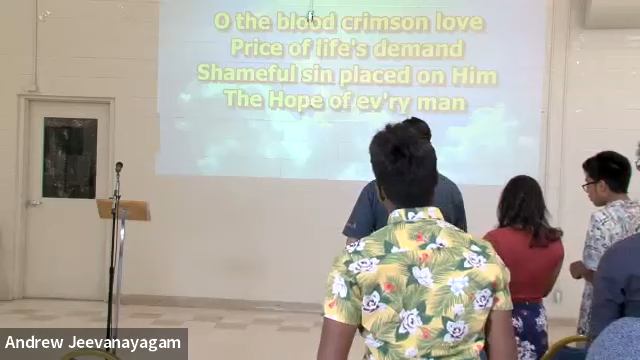 O the blood crimson love
Price of life's demand
Shameful sin placed on Him
The Hope of ev'ry man
Andrew Jeevanayagam